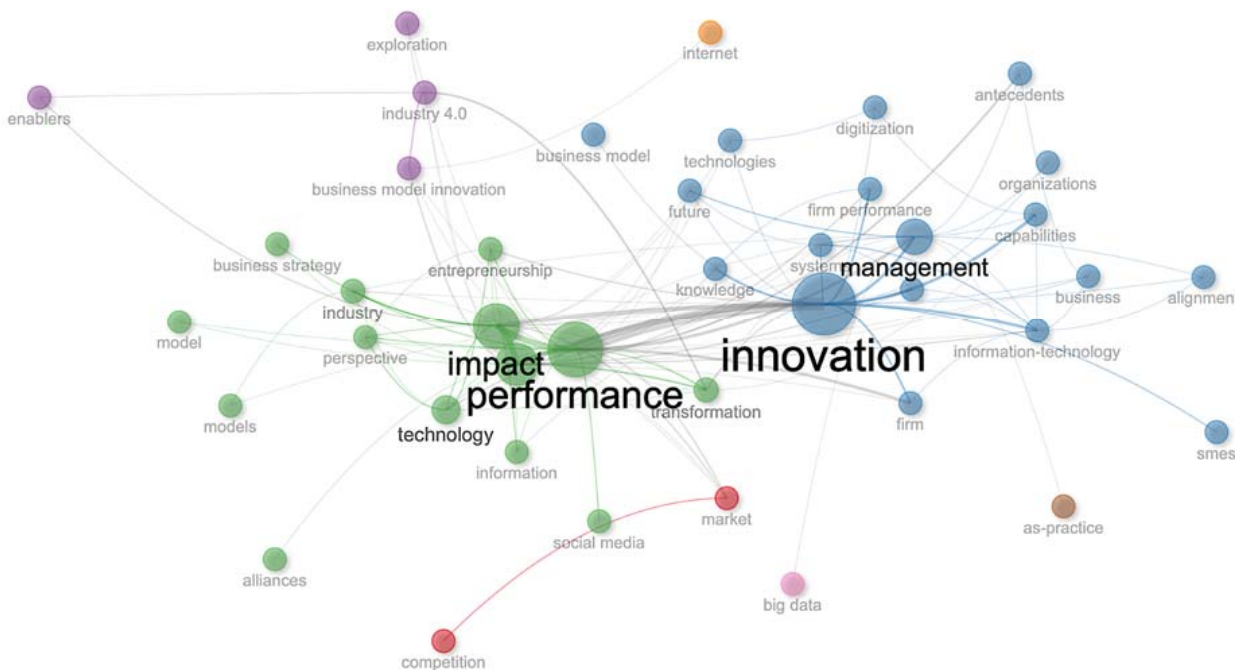 exploration
internet
antecedents
enablers
industry 4.0
digitization
business model
technologies
organizations
business model innovation
future
firm performance
capabilities
business strategy
entrepreneurship
systems
management
knowledge
industry
business
alignment
model
perspective
impact
innovation
information-technology
performance
models
technology
transformation
firm
information
smes
market
as-practice
social media
alliances
big data
competition